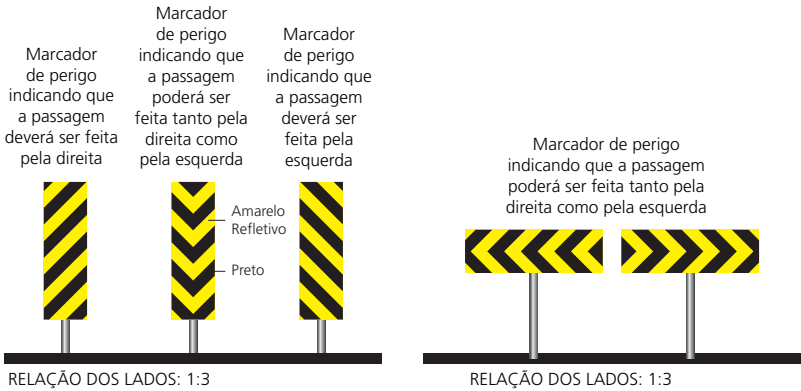 Marcador
de perigo
indicando que
a passagem
deverá ser feita
pela direita
Marcador
de perigo
indicando que
a passagem
poderá ser
feita tanto pela
direita como
pela esquerda
Marcador
de perigo
indicando que
a passagem
deverá ser
feita pela
esquerda
Amarelo
Refletivo
Preto
RELAÇÃO DOS LADOS: 1:3
Marcador de perigo
indicando que a passagem
poderá ser feita tanto pela
direita como pela esquerda
RELAÇÃO DOS LADOS: 1:3